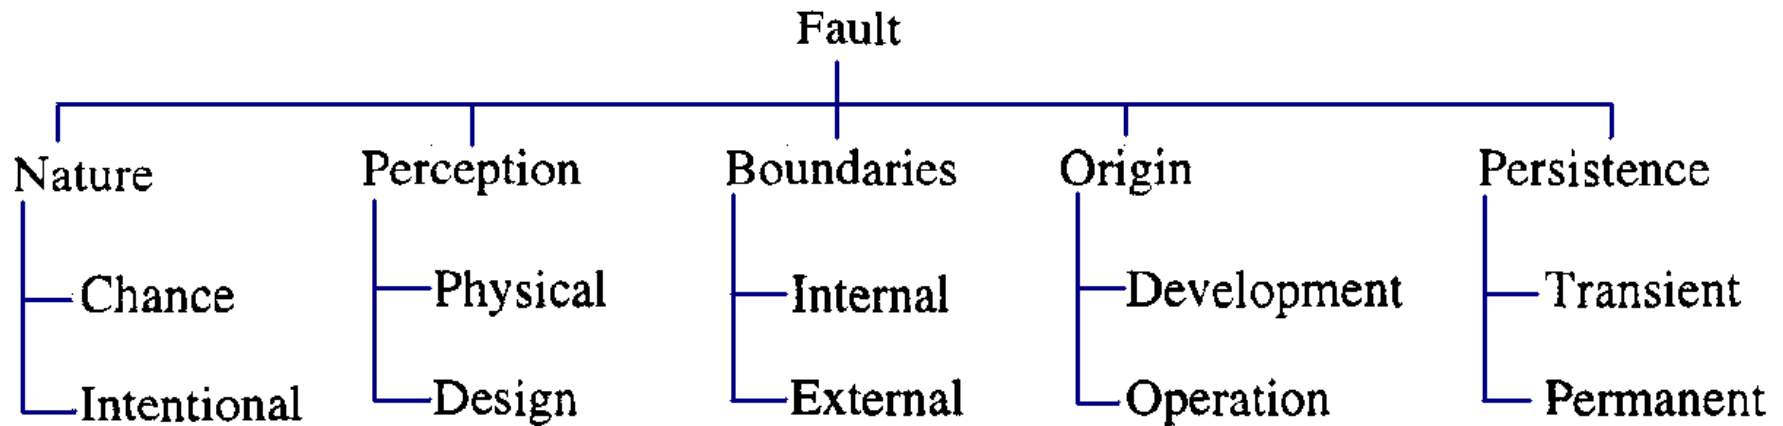 Fault
Nature Perception Boundaries Origin Persistence
Chance Physical Internal Development Transient
Intentional Design External Operation Permanent